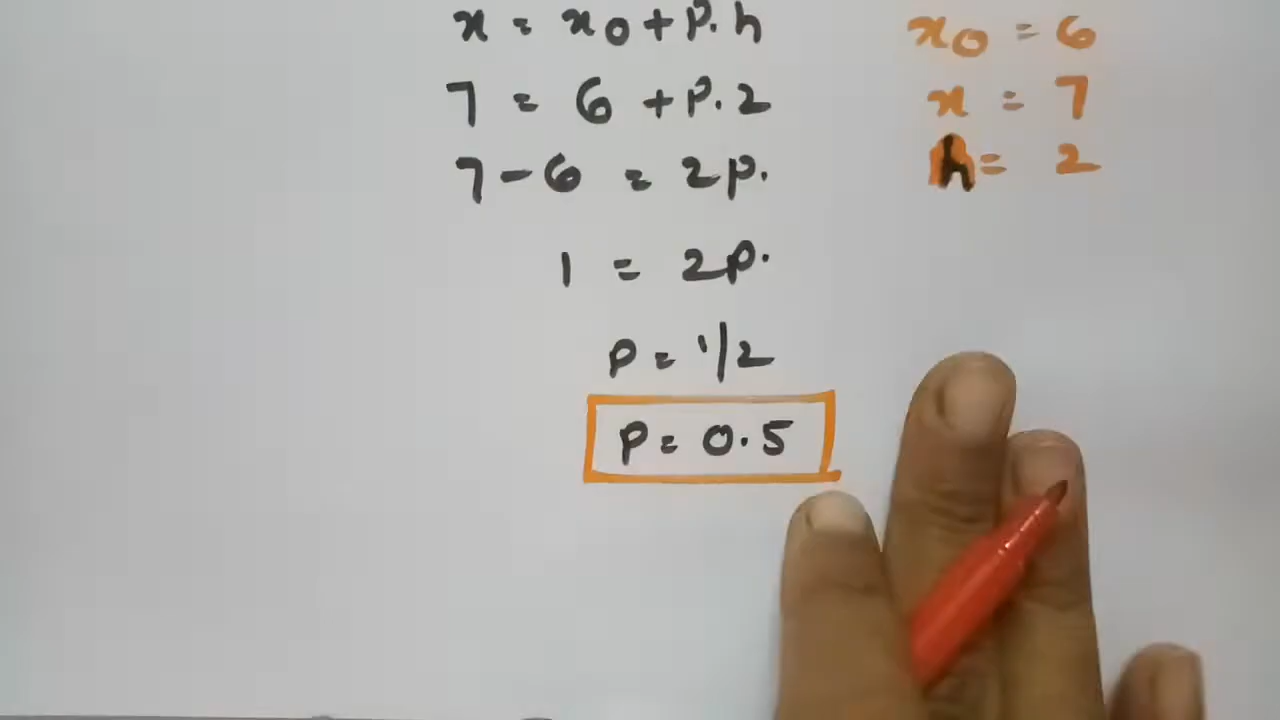 x = x0 + p.h
7 = 6 + p.2
7 - 6 = 2p.
1 = 2p.
p = 1/2
p = 0.5
x0 = 6
x = 7
h = 2